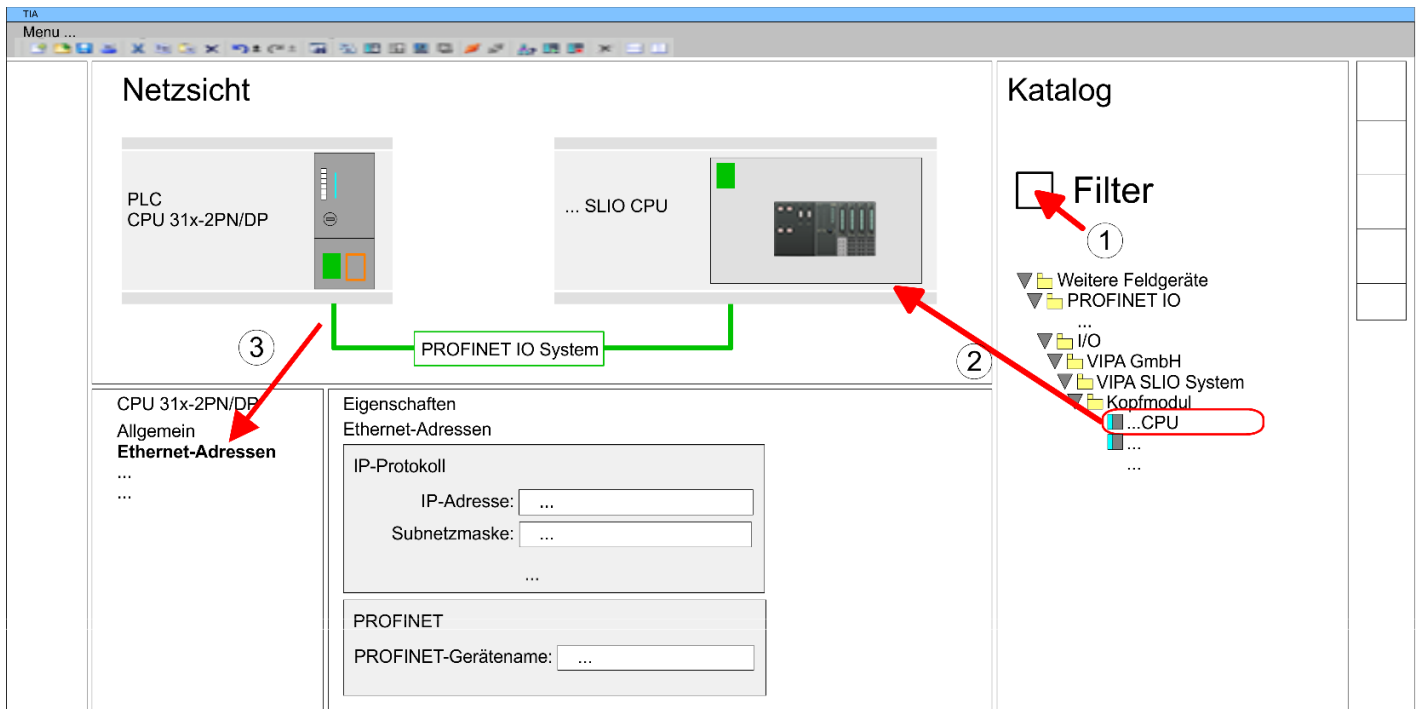 TIA
Menu ...
Netzsicht
PLC
CPU 31x-2PN/DP
... SLIO CPU
PROFINET IO System
3
2
Katalog
Filter
1
Weitere Feldgeräte
PROFINET IO
...
I/O
VIPA GmbH
VIPA SLIO System
Kopfmodul
...CPU
...
...
CPU 31x-2PN/DP
Allgemein
Ethernet-Adressen
...
...
Eigenschaften
Ethernet-Adressen
IP-Protokoll
IP-Adresse: ...
Subnetzmaske: ...
...
PROFINET
PROFINET-Gerätename: ...